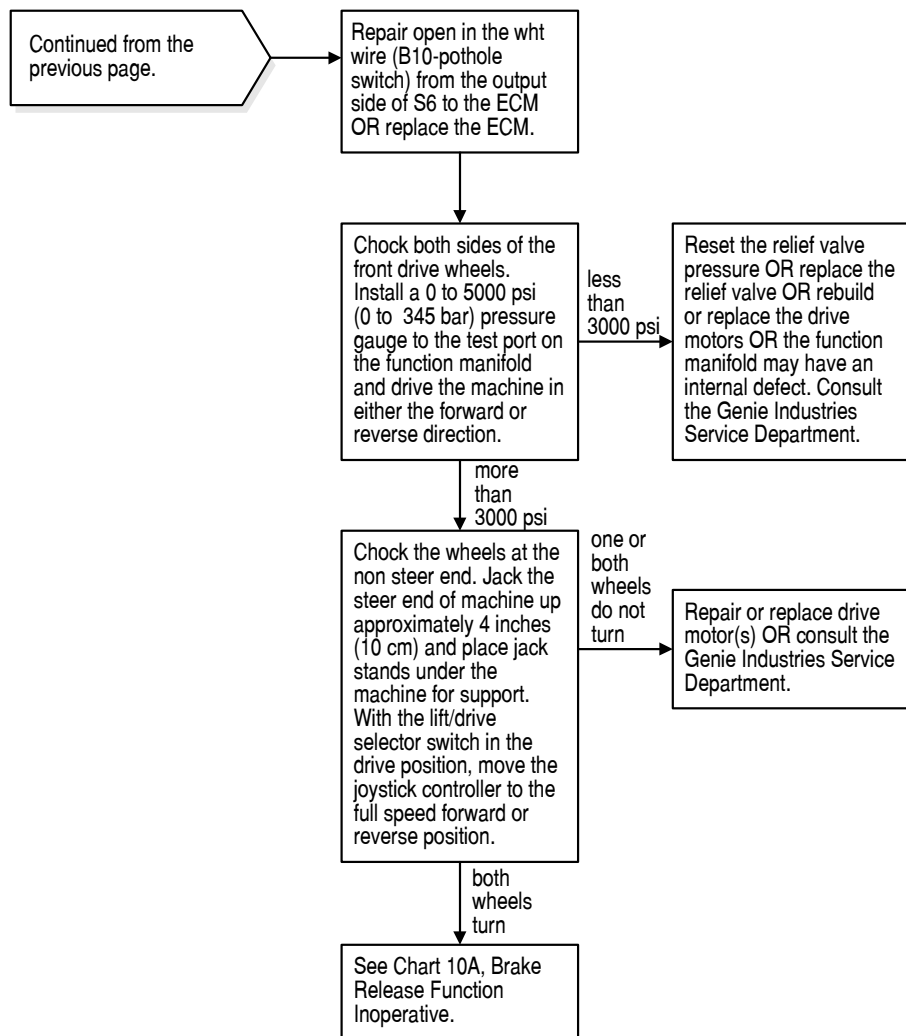 Continued from the
previous page.
Repair open in the wht
wire (B10-pothole
switch) from the output
side of S6 to the ECM
OR replace the ECM.
Chock both sides of the
front drive wheels.
Install a 0 to 5000 psi
(0 to 345 bar) pressure
gauge to the test port on
the function manifold
and drive the machine in
either the forward or
reverse direction.
less
than
3000 psi
Reset the relief valve
pressure OR replace the
relief valve OR rebuild
or replace the drive
motors OR the function
manifold may have an
internal defect. Consult
the Genie Industries
Service Department.
more
than
3000 psi
Chock the wheels at the
non steer end. Jack the
steer end of machine up
approximately 4 inches
(10 cm) and place jack
stands under the
machine for support.
With the lift/drive
selector switch in the
drive position, move the
joystick controller to the
full speed forward or
reverse position.
one or
both
wheels
do not
turn
Repair or replace drive
motor(s) OR consult the
Genie Industries Service
Department.
both
wheels
turn
See Chart 10A, Brake
Release Function
Inoperative.